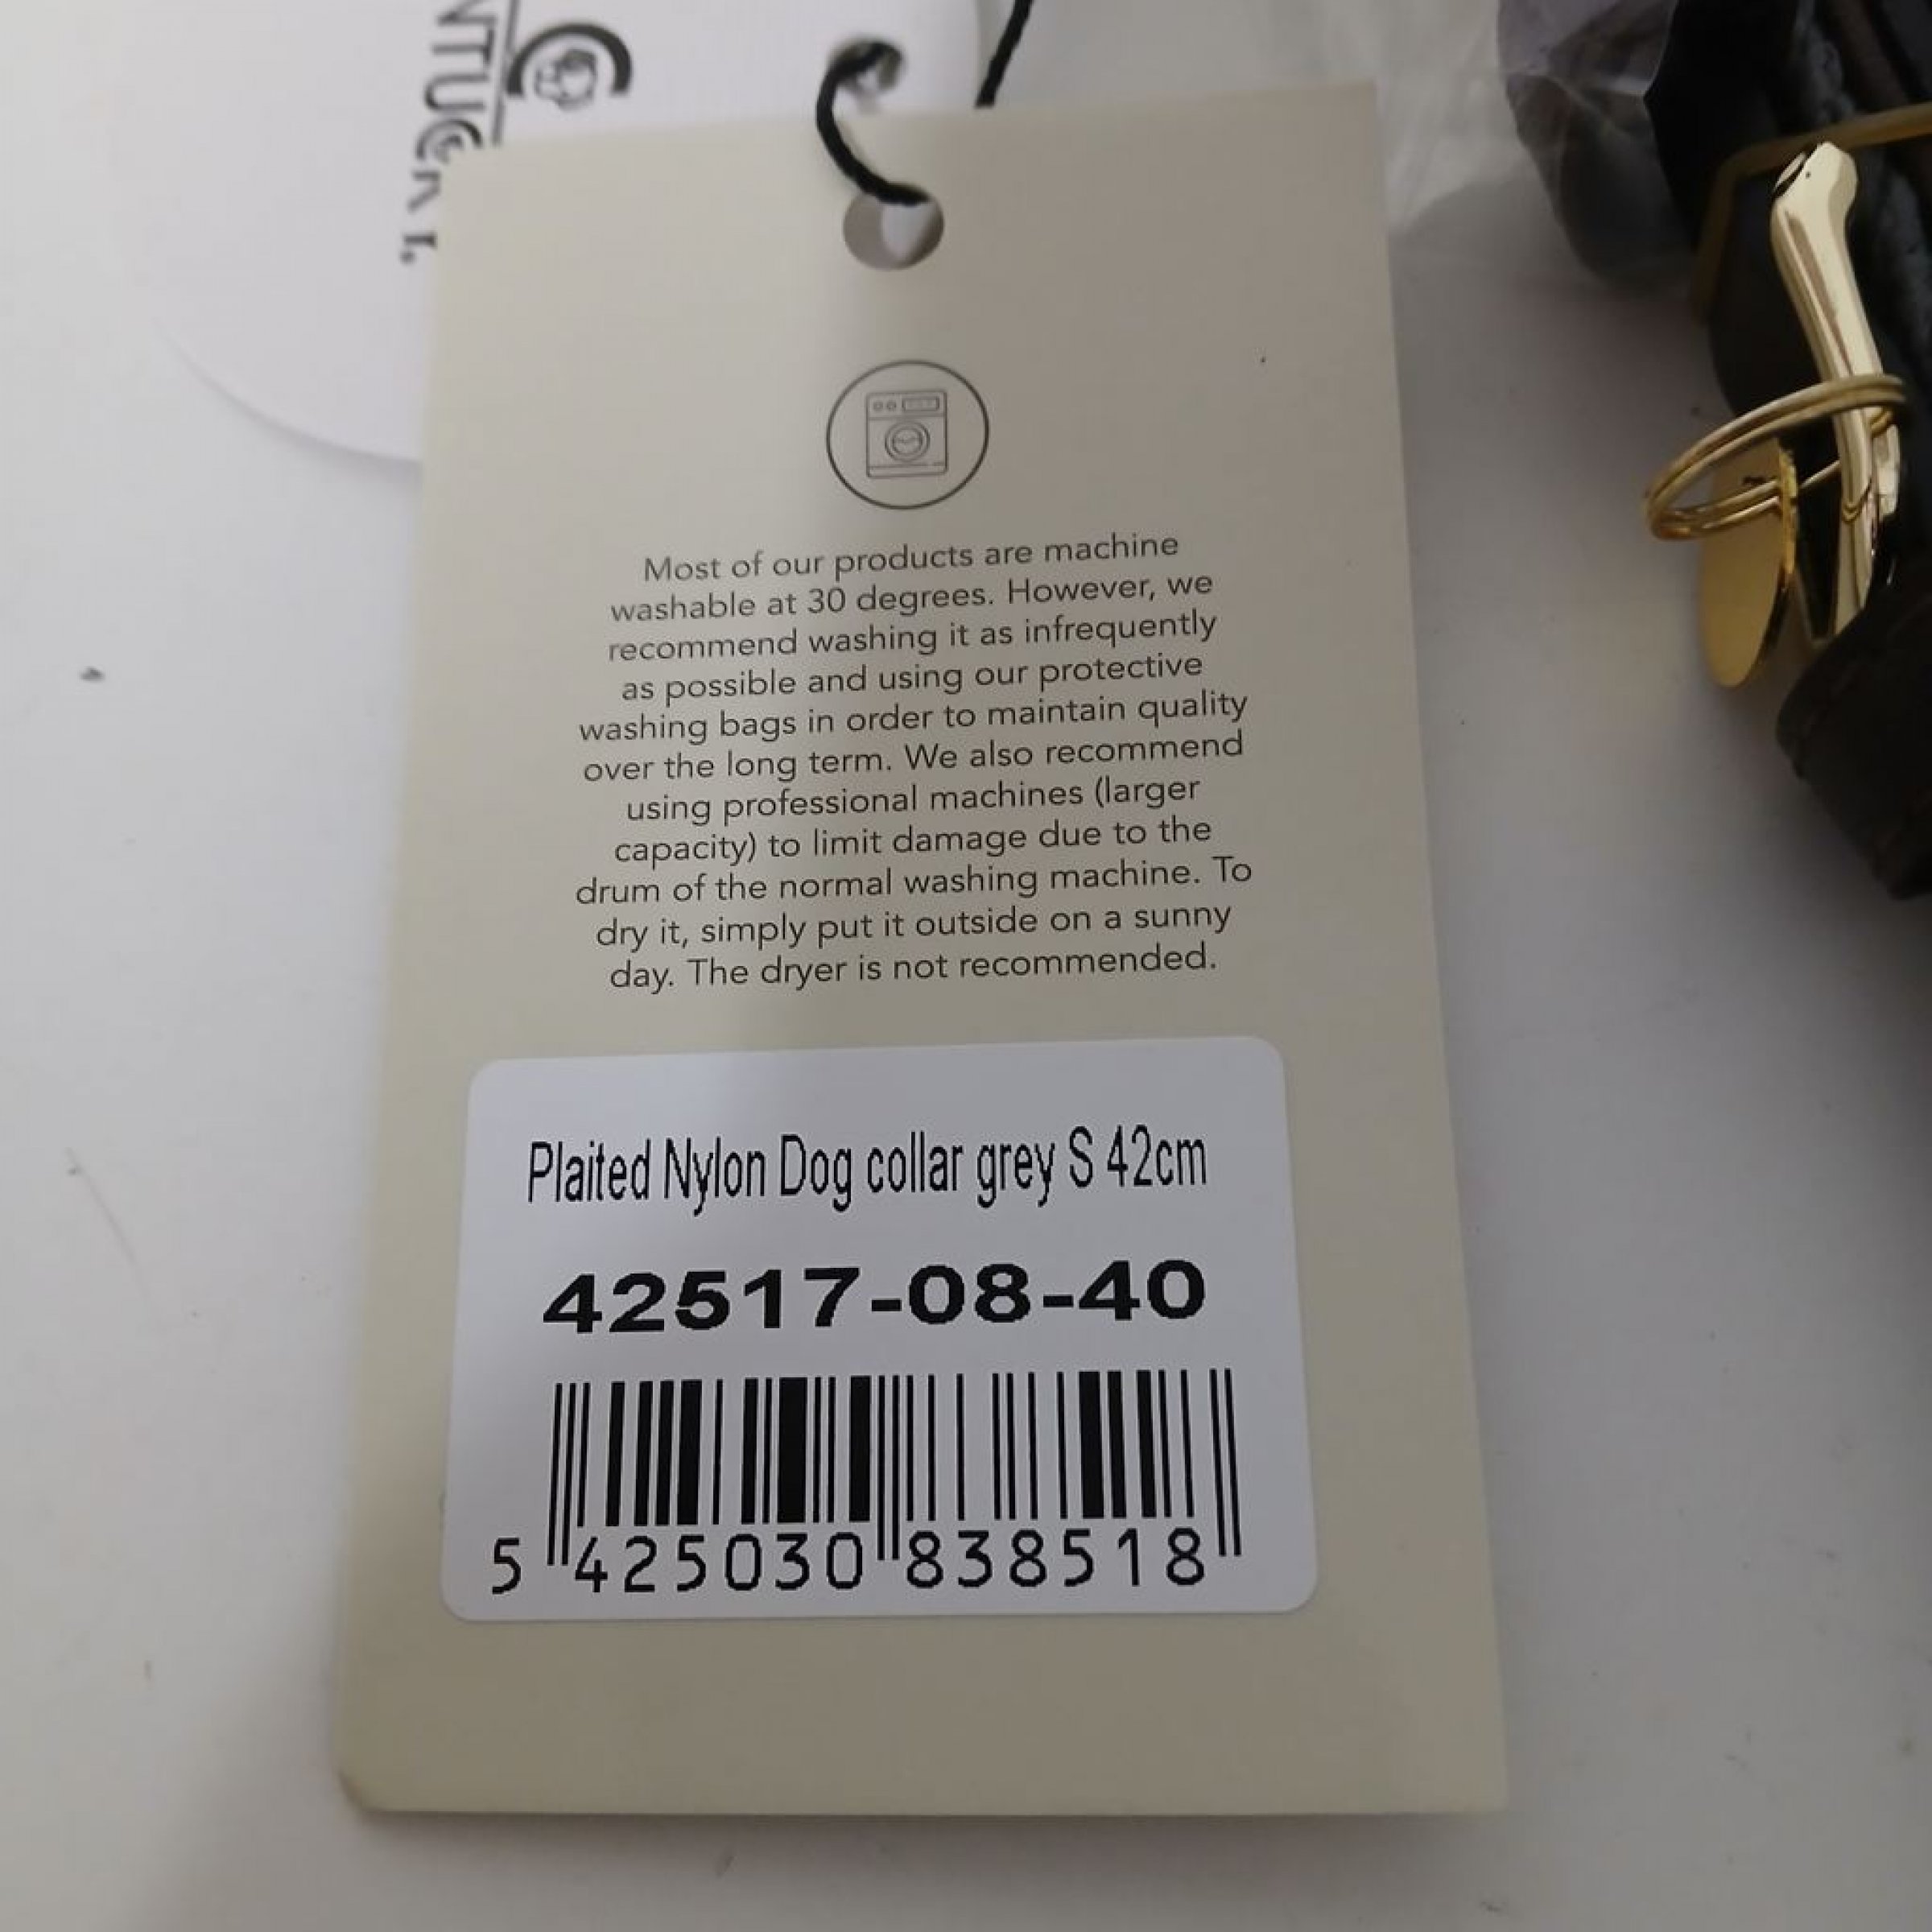 Most of our products are machine
washable at 30 degrees. However, we
recommend washing it as infrequently
as possible and using our protective
washing bags in order to maintain quality
over the long term. We also recommend
using professional machines (larger
capacity) to limit damage due to the
drum of the normal washing machine. To
dry it, simply put it outside on a sunny
day. The dryer is not recommended.
Plaited Nylon Dog collar grey S 42cm
42517-08-40
5 425030 838518